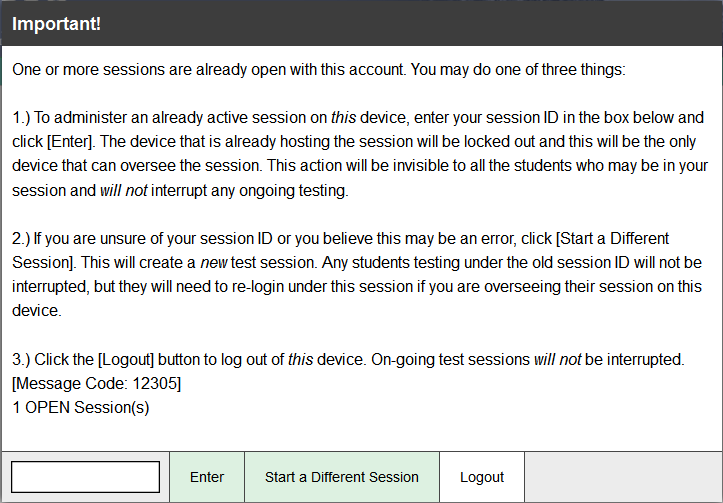 Important!
One or more sessions are already open with this account. You may do one of three things:
1.) To administer an already active session on this device, enter your session ID in the box below and
click [Enter]. The device that is already hosting the session will be locked out and this will be the only
device that can oversee the session. This action will be invisible to all the students who may be in your
session and will not interrupt any ongoing testing.
2.) If you are unsure of your session ID or you believe this may be an error, click [Start a Different
Session]. This will create a new test session. Any students testing under the old session ID will not be
interrupted, but they will need to re-login under this session if you are overseeing their session on this
device.
3.) Click the [Logout] button to log out of this device. On-going test sessions will not be interrupted.
[Message Code: 12305]
1 OPEN Session(s)
Enter
Start a Different Session
Logout